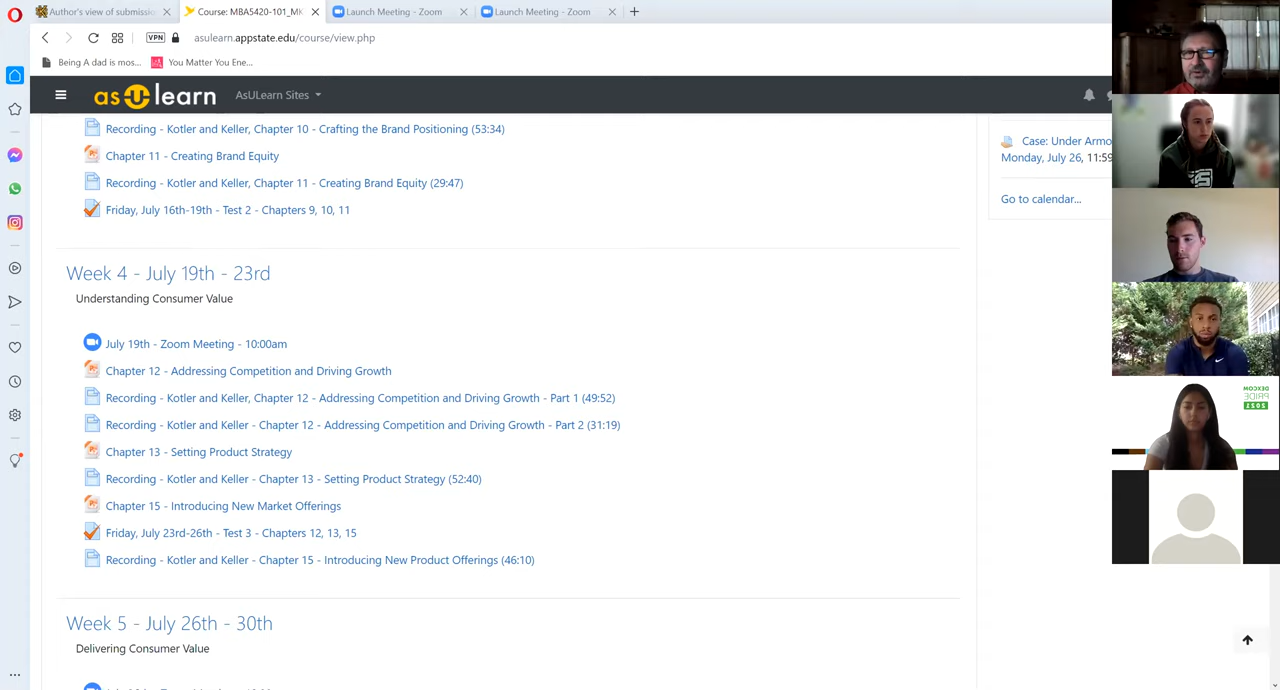 Author's view of submissio
Course: MBA5420-101_MK
Launch Meeting - Zoom
Launch Meeting - Zoom
VPN
asulearn.appstate.edu/course/view.php
Being A dad is mos...
You Matter You Ene...
asulearn
AsULearn Sites
Recording - Kotler and Keller, Chapter 10 - Crafting the Brand Positioning (53:34)
Chapter 11 - Creating Brand Equity
Recording - Kotler and Keller, Chapter 11 - Creating Brand Equity (29:47)
Friday, July 16th-19th - Test 2 - Chapters 9, 10, 11
Case: Under Armo
Monday, July 26, 11:59
Go to calendar...
Week 4 - July 19th - 23rd
Understanding Consumer Value
July 19th - Zoom Meeting - 10:00am
Chapter 12 - Addressing Competition and Driving Growth
Recording - Kotler and Keller, Chapter 12 - Addressing Competition and Driving Growth - Part 1 (49:52)
Recording - Kotler and Keller - Chapter 12 - Addressing Competition and Driving Growth - Part 2 (31:19)
Chapter 13 - Setting Product Strategy
Recording - Kotler and Keller - Chapter 13 - Setting Product Strategy (52:40)
Chapter 15 - Introducing New Market Offerings
Friday, July 23rd-26th - Test 3 - Chapters 12, 13, 15
Recording - Kotler and Keller - Chapter 15 - Introducing New Product Offerings (46:10)
Week 5 - July 26th - 30th
Delivering Consumer Value
DEXCOM
PRIDE
2021